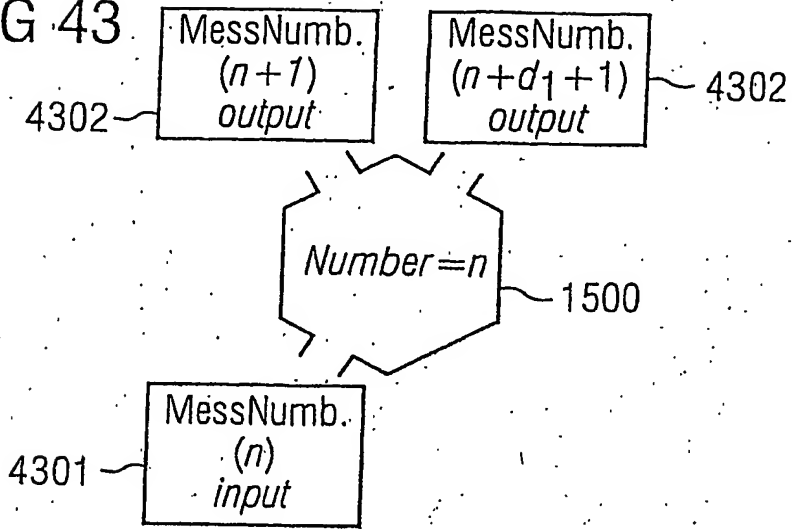 G 43
MessNumb.
(n+1)
output
4302
MessNumb.
(n+d1+1)
output
4302
Number=n
1500
MessNumb.
(n)
input
4301